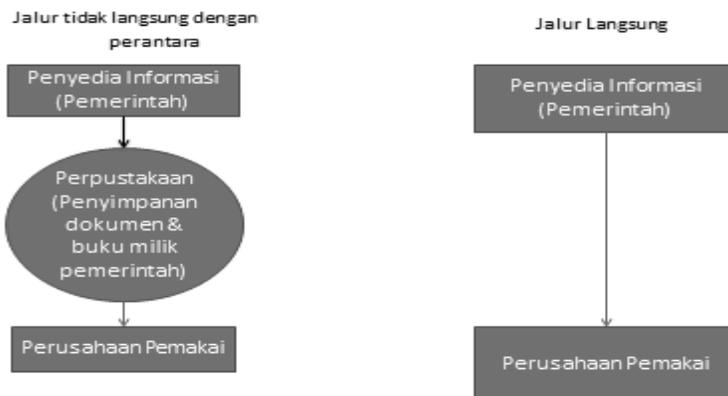 Jalur tidak langsung dengan
perantara
Penyedia Informasi
(Pemerintah)
Perpustakaan
(Penyimpanan
dokumen &
buku milik
pemerintah)
Perusahaan Pemakai
Jalur Langsung
Penyedia Informasi
(Pemerintah)
Perusahaan Pemakai